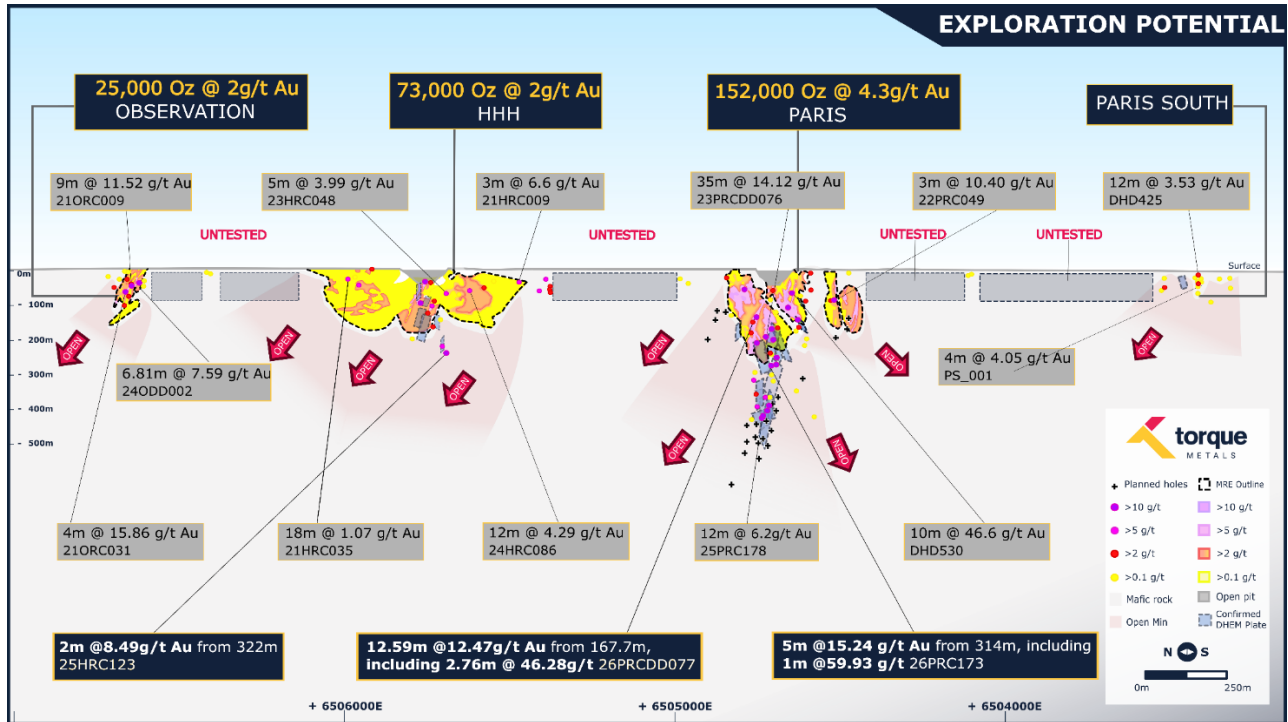 EXPLORATION POTENTIAL
25,000 Oz @ 2g/t Au
OBSERVATION
73,000 Oz @ 2g/t Au
HHH
152,000 Oz @ 4.3g/t Au
PARIS
PARIS SOUTH
9m @ 11.52 g/t Au
21ORC009
5m @ 3.99 g/t Au
23HRC048
3m @ 6.6 g/t Au
21HRC009
35m @ 14.12 g/t Au
23PRCDD076
3m @ 10.40 g/t Au
22PRC049
12m @ 3.53 g/t Au
DHD425
UNTESTED
UNTESTED
UNTESTED
UNTESTED
0m
Surface
- 100m
- 200m
- 300m
- 400m
- 500m
OPEN
OPEN
OPEN
OPEN
OPEN
OPEN
OPEN
OPEN
OPEN
6.81m @ 7.59 g/t Au
24ODD002
4m @ 4.05 g/t Au
PS_001
4m @ 15.86 g/t Au
21ORC031
18m @ 1.07 g/t Au
21HRC035
12m @ 4.29 g/t Au
24HRC086
12m @ 6.2g/t Au
25PRC178
10m @ 46.6 g/t Au
DHD530
2m @8.49g/t Au from 322m
25HRC123
12.59m @12.47g/t Au from 167.7m,
including 2.76m @ 46.28g/t 26PRCDD077
5m @15.24 g/t Au from 314m, including
1m @59.93 g/t 26PRC173
torque
METALS
Planned holes
MRE Outline
>10 g/t
>10 g/t
>5 g/t
>5 g/t
>2 g/t
>2 g/t
>0.1 g/t
>0.1 g/t
Mafic rock
Open pit
Open Min
Confirmed
DHEM Plate
N S
0m
250m
+ 6506000E
+ 6505000E
+ 6504000E